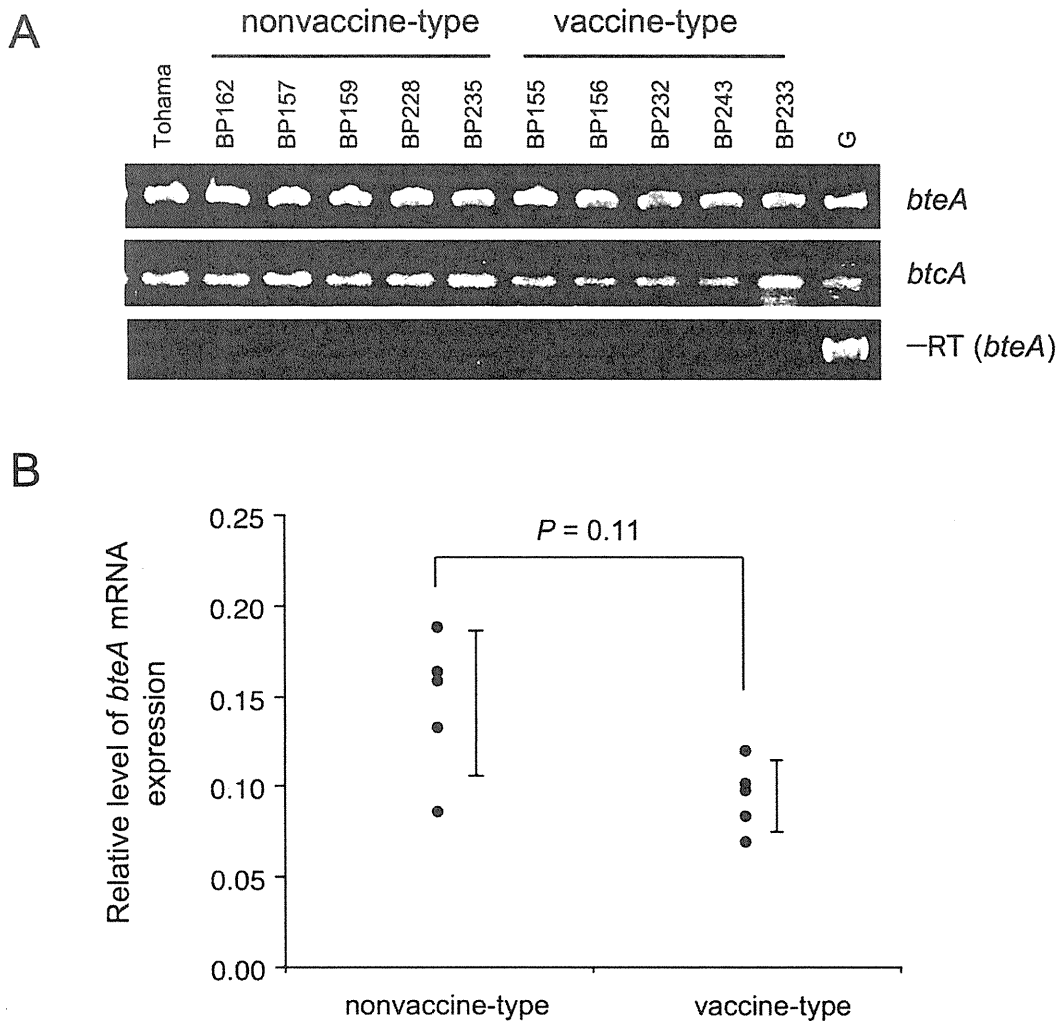 A
nonvaccine-type vaccine-type
Tohama BP162 BP157 BP159 BP228 BP235 BP155 BP156 BP232 BP243 BP233 G
bteA
btcA
–RT (bteA)
B
Relative level of bteA mRNA
expression
0.25
0.20
0.15
0.10
0.05
0.00
P = 0.11
nonvaccine-type vaccine-type